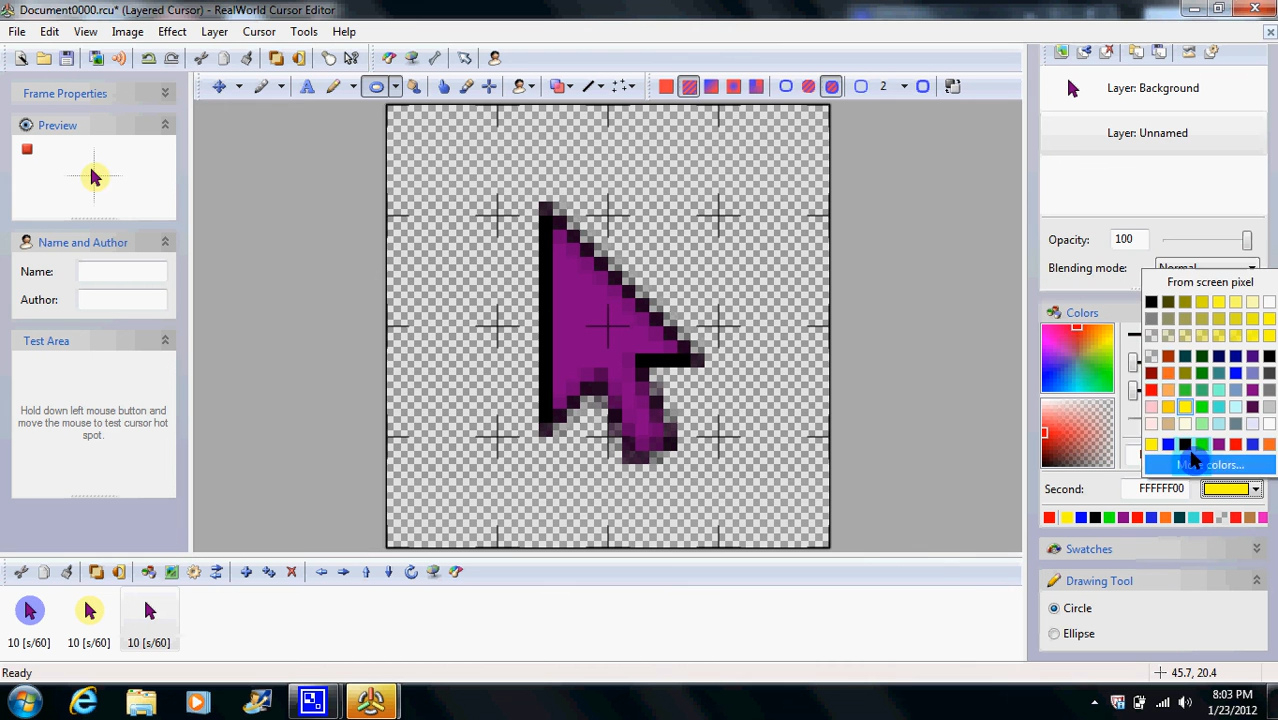 Document0000.rcu* (Layered Cursor) - RealWorld Cursor Editor
File Edit View Image Effect Layer Cursor Tools Help
2
Frame Properties
Preview
Name and Author
Name:
Author:
Test Area
Hold down left mouse button and
move the mouse to test cursor hot
spot.
Layer: Background
Layer: Unnamed
Opacity: 100
Blending mode: Normal
From screen pixel
Colors
colors...
Second: FFFFFF00
Swatches
Drawing Tool
Circle
Ellipse
10 [s/60] 10 [s/60] 10 [s/60]
Ready
45.7, 20.4
8:03 PM
1/23/2012